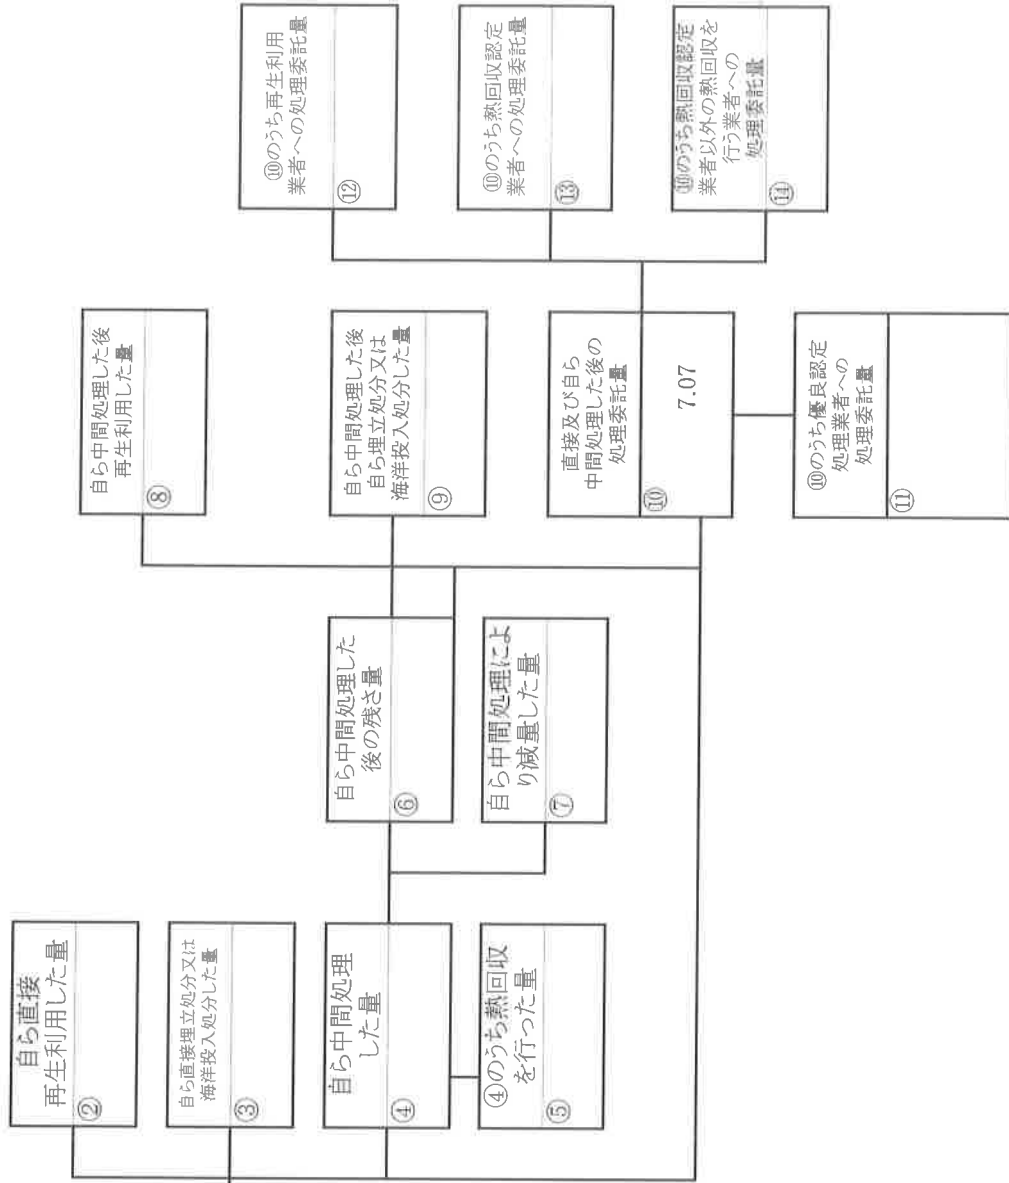 自ら直接
再生利用した量
②
自ら直接埋立処分又は
海洋投入処分した量
③
自ら中間処理
した量
④
④のうち熱回収
を行った量
⑤
自ら中間処理した
後の残さ量
⑥
自ら中間処理によ
り減量した量
⑦
自ら中間処理した後
再生利用した量
⑧
自ら中間処理した後
自ら埋立処分又は
海洋投入処分した量
⑨
直接及び自ら
中間処理した後の
処理委託量
⑩
7.07
⑩のうち優良認定
処理業者への
処理委託量
⑪
⑩のうち再生利用
業者への処理委託量
⑫
⑩のうち熱回収認定
業者への処理委託量
⑬
⑩のうち熱回収認定
業者以外の熱回収を
行う業者への
処理委託量
⑭